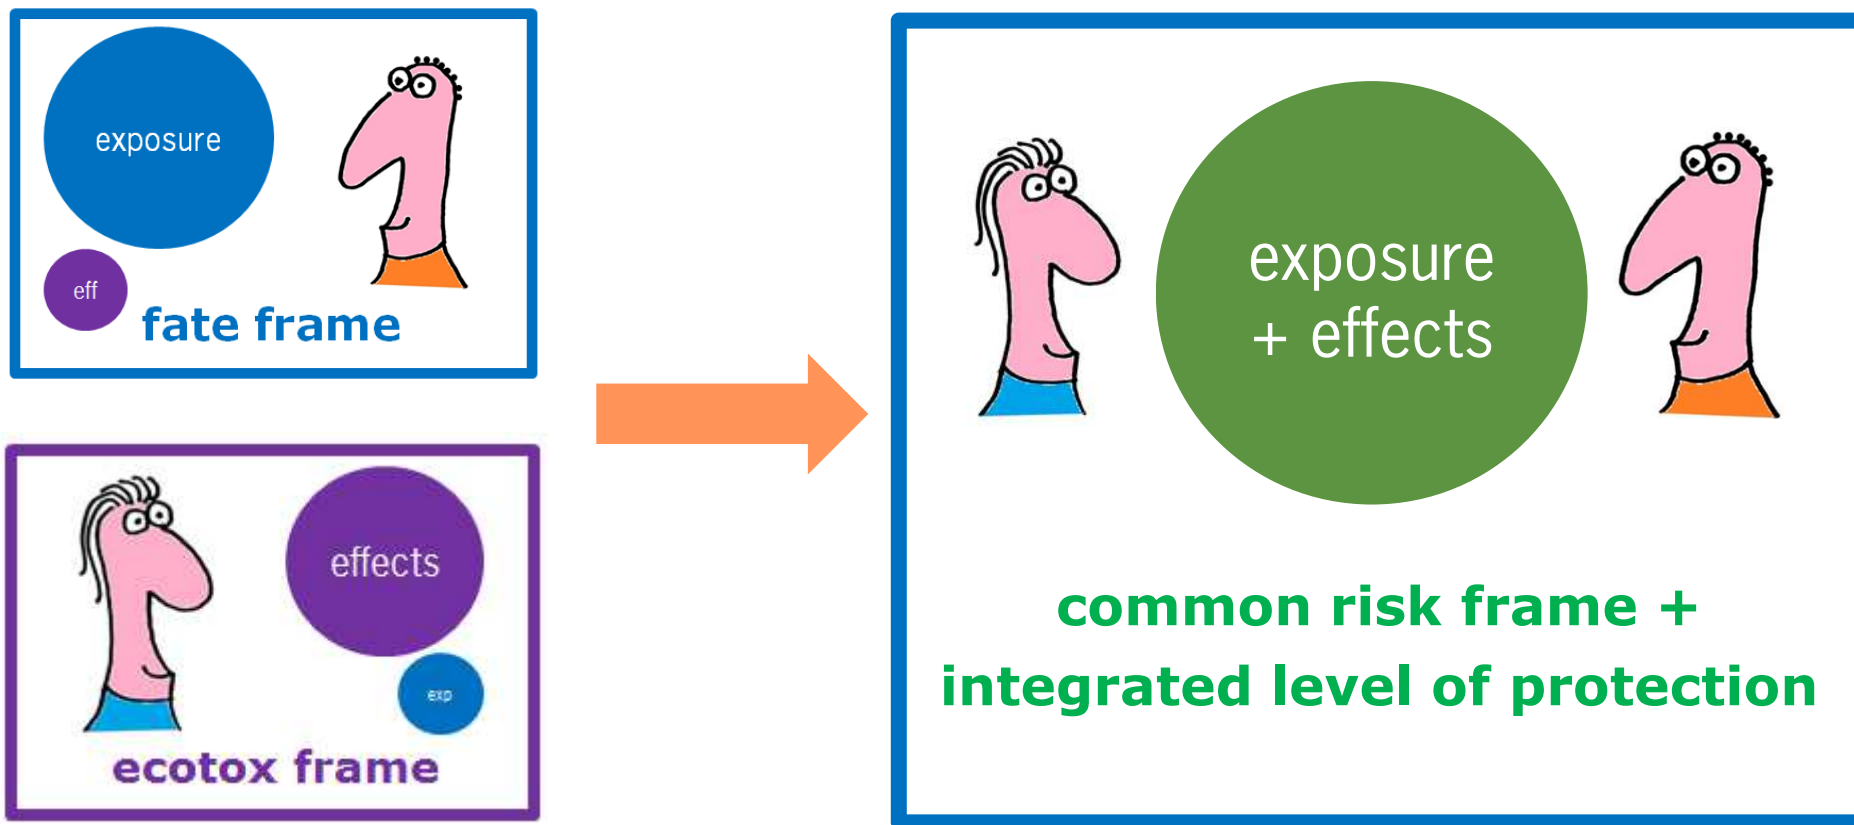 exposure
eff
fate frame
effects
exp
ecotox frame
exposure
+ effects
common risk frame +
integrated level of protection